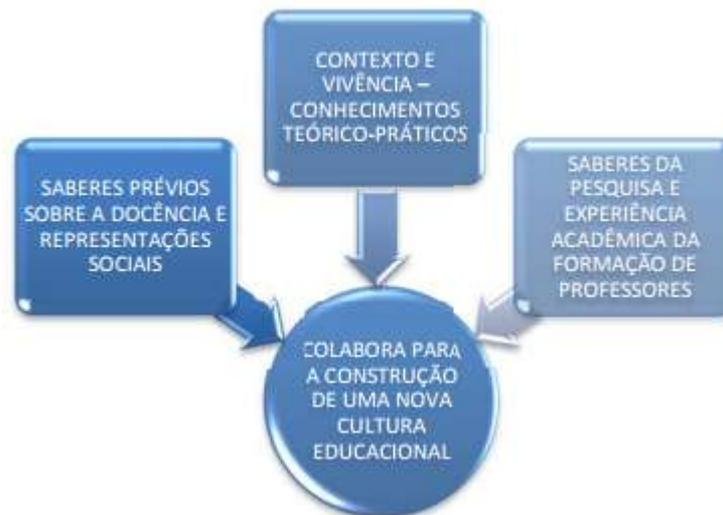 CONTEXTO E
VIVÊNCIA –
CONHECIMENTOS
TEÓRICO-PRÁTICOS
SABERES PRÉVIOS
SOBRE A DOCÊNCIA E
REPRESENTAÇÕES
SOCIAIS
SABERES DA
PESQUISA E
EXPERIÊNCIA
ACADÊMICA DA
FORMAÇÃO DE
PROFESSORES
COLABORA PARA
A CONSTRUÇÃO
DE UMA NOVA
CULTURA
EDUCACIONAL